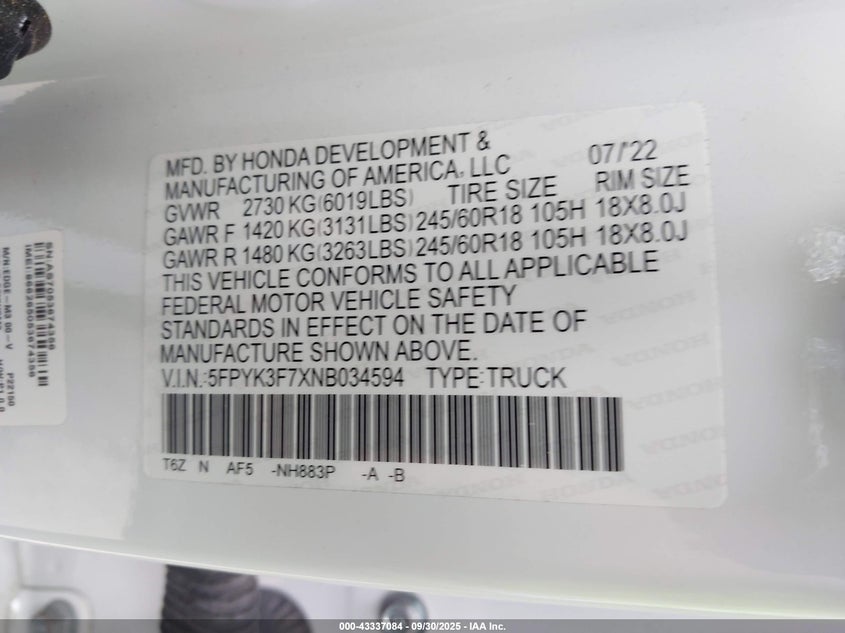 MFD. BY HONDA DEVELOPMENT & 07/'22
MANUFACTURING OF AMERICA, LLC
GVWR 2730 KG(6019LBS) TIRE SIZE RIM SIZE
GAWR F 1420 KG(3131LBS) 245/60R18 105H 18X8.0J
GAWR R 1480 KG(3263LBS) 245/60R18 105H 18X8.0J
THIS VEHICLE CONFORMS TO ALL APPLICABLE
FEDERAL MOTOR VEHICLE SAFETY
STANDARDS IN EFFECT ON THE DATE OF
MANUFACTURE SHOWN ABOVE.
V.I.N.:5FPYK3F7XNB034594 TYPE:TRUCK
T6Z N AF5 -NH883P -A -B
HONDA
P22100
000-43337084 - 09/30/2025 - IAA Inc.